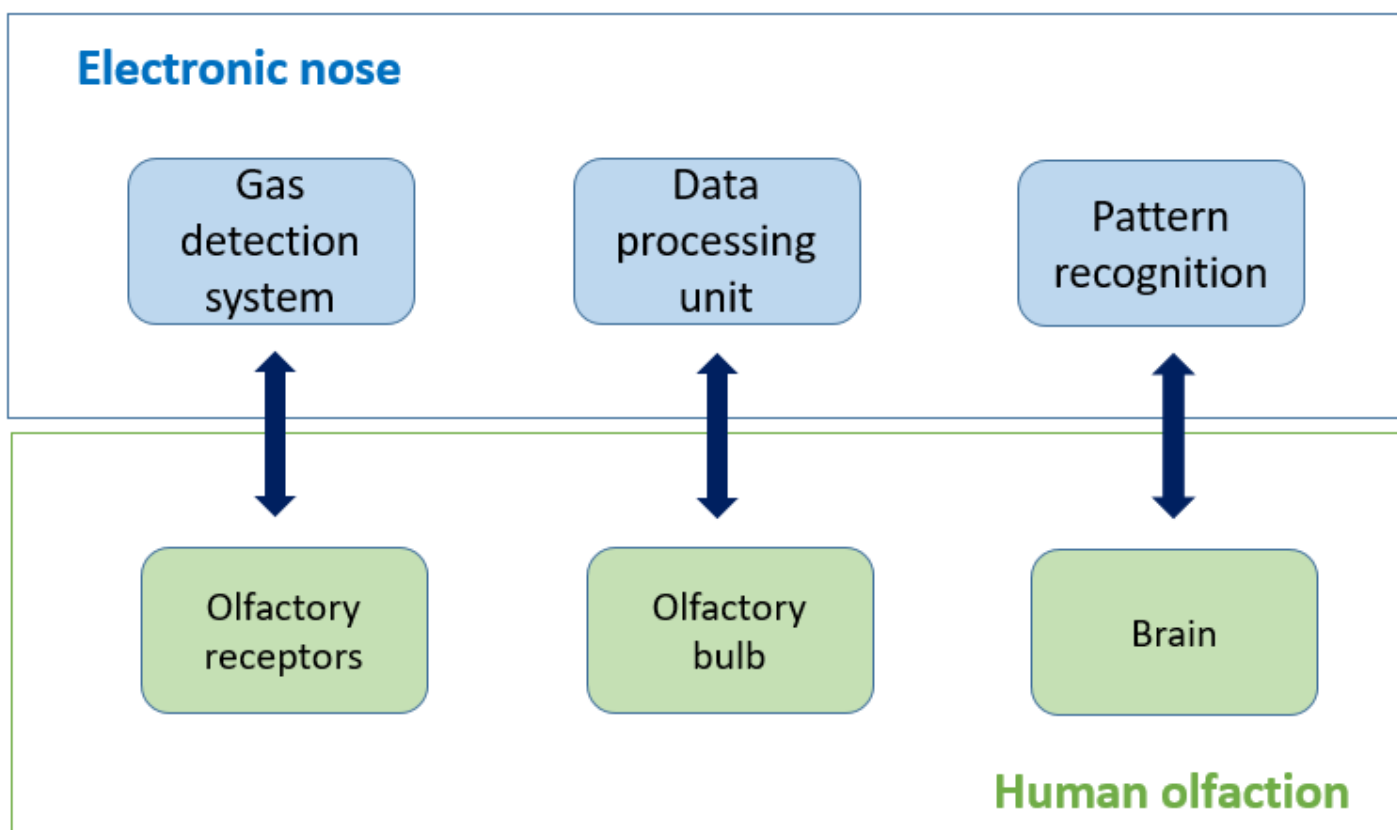 Electronic nose
Gas
detection
system
Data
processing
unit
Pattern
recognition
Olfactory
receptors
Olfactory
bulb
Brain
Human olfaction